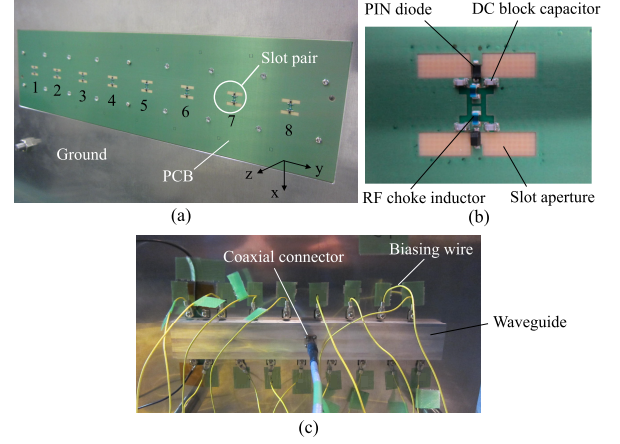 Slot pair
1 2 3 4 5 6 7 8
Ground
PCB
z
y
x
(a)
PIN diode
DC block capacitor
RF choke inductor
Slot aperture
(b)
Coaxial connector
Biasing wire
Waveguide
(c)